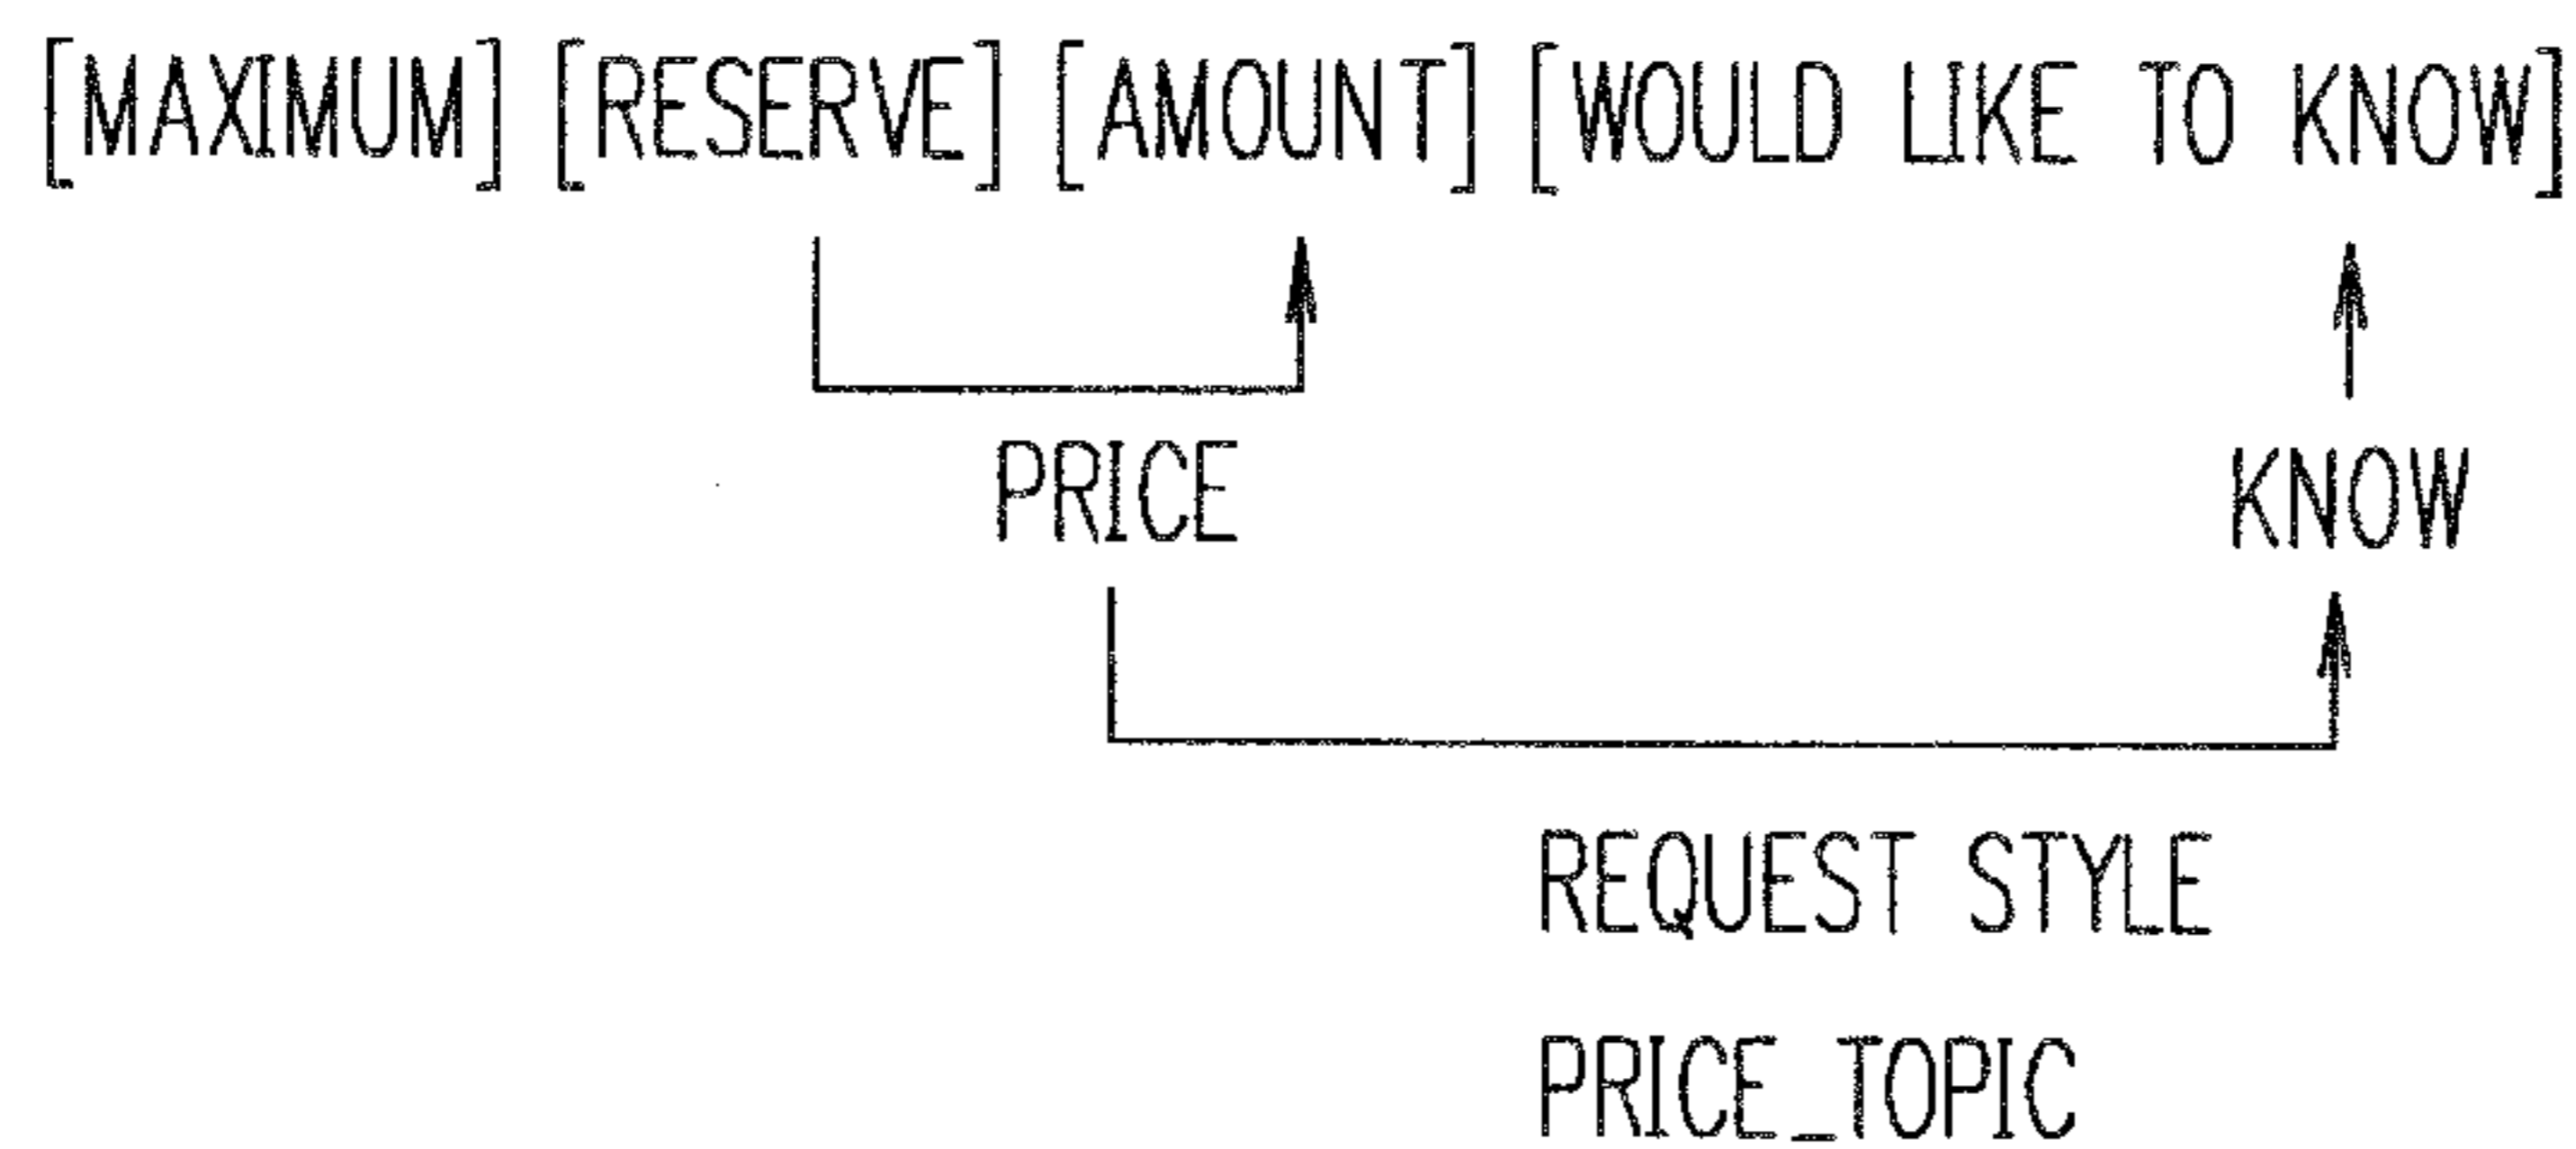 [MAXIMUM] [RESERVE] [AMOUNT] [WOULD LIKE TO KNOW]
PRICE KNOW
REQUEST STYLE
PRICE_TOPIC